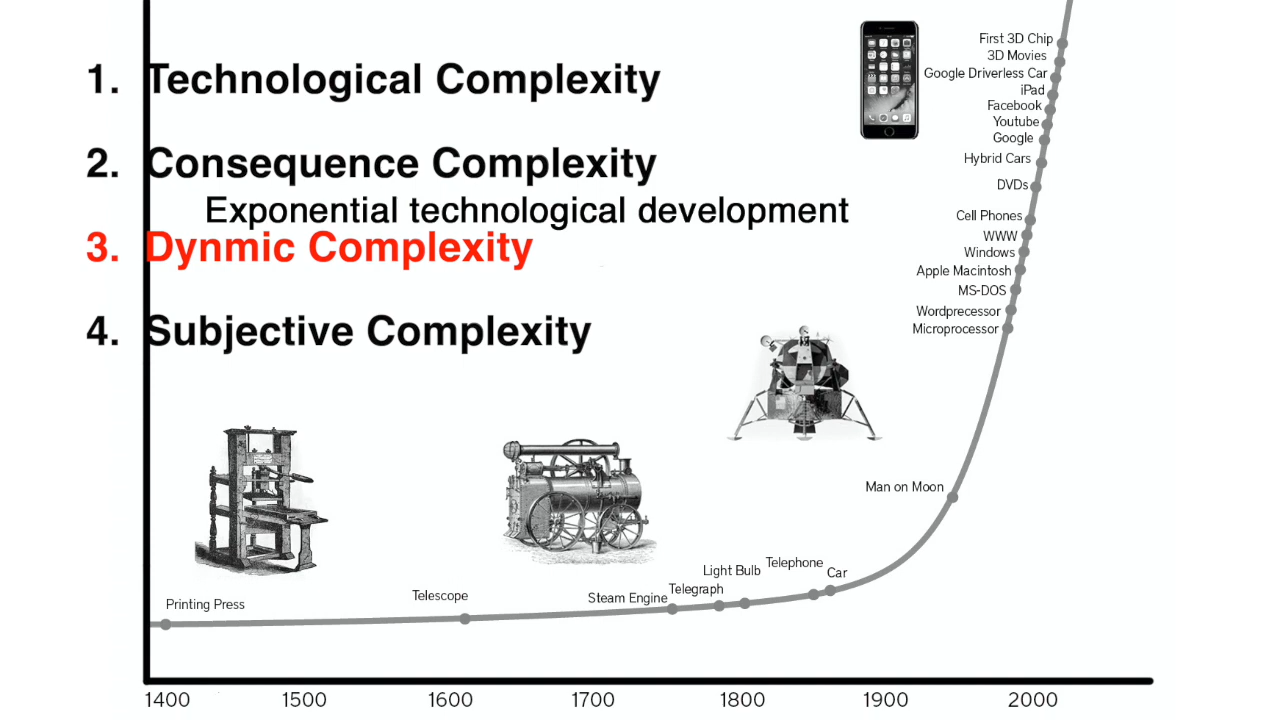 1. Technological Complexity
2. Consequence Complexity
Exponential technological development
3. Dynmic Complexity
4. Subjective Complexity
First 3D Chip
3D Movies
Google Driverless Car
iPad
Facebook
Youtube
Google
Hybrid Cars
DVDs
Cell Phones
WWW
Windows
Apple Macintosh
MS-DOS
Wordprecessor
Microprocessor
Man on Moon
Car
Telephone
Light Bulb
Telegraph
Steam Engine
Telescope
Printing Press
1400 1500 1600 1700 1800 1900 2000